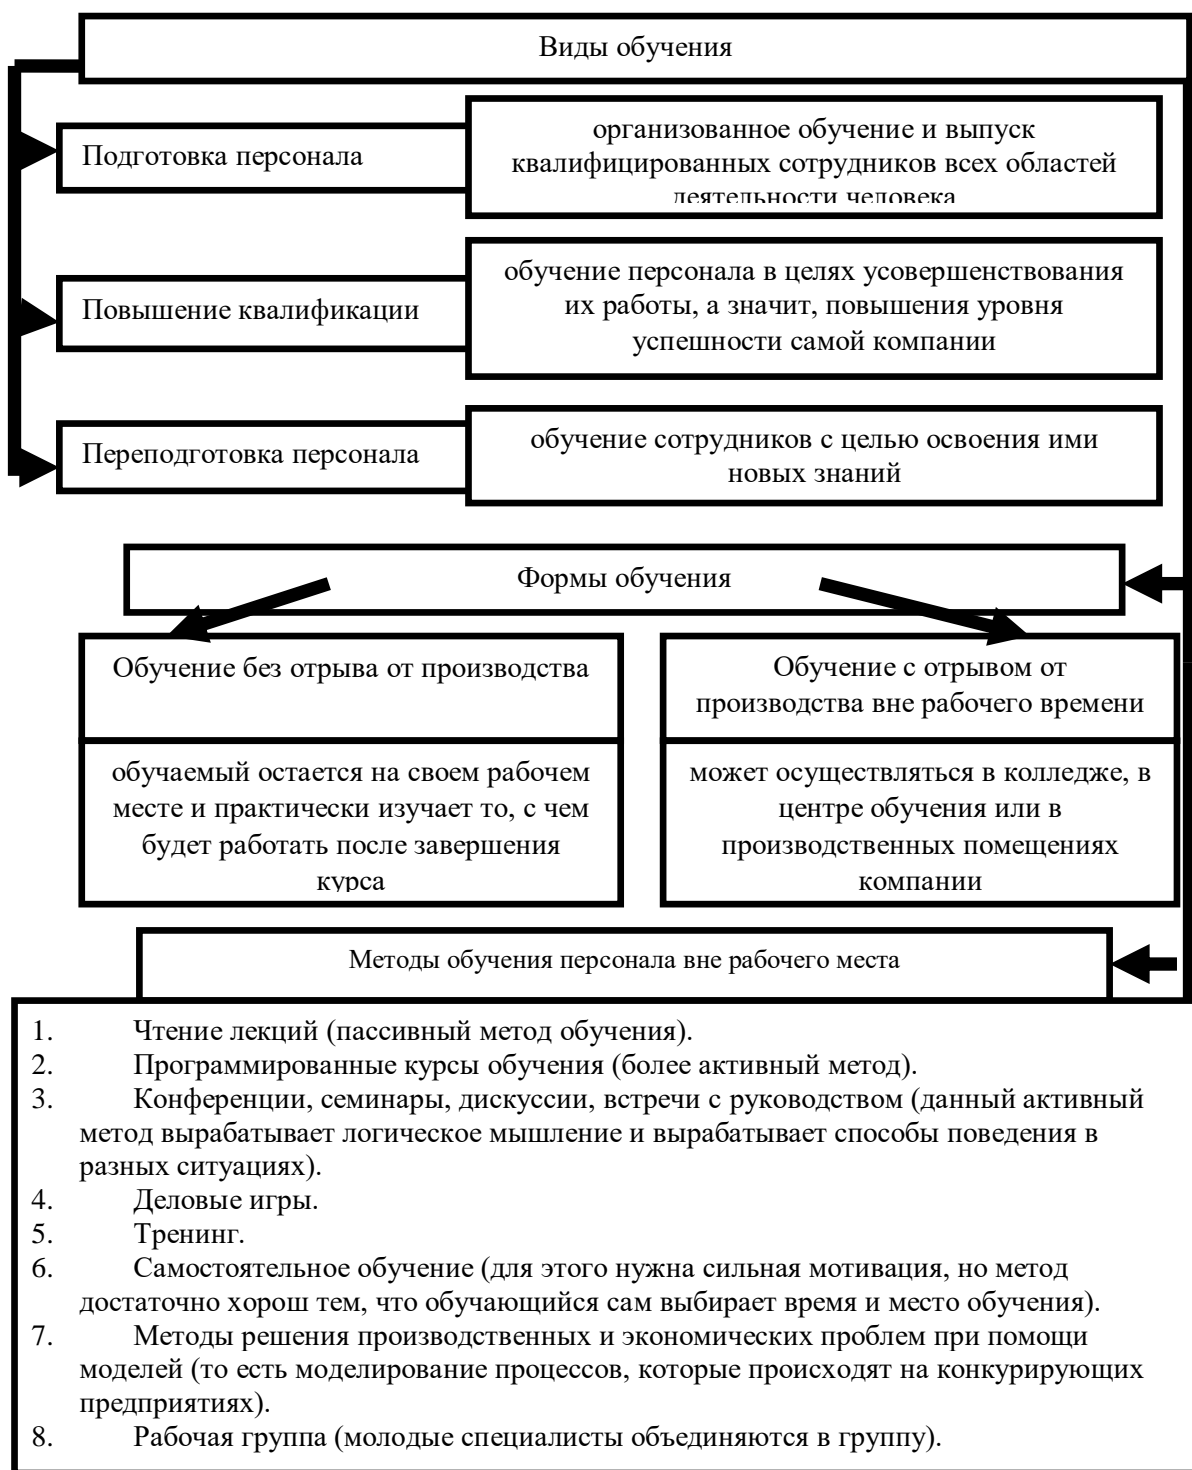 Виды обучения
Подготовка персонала
организованное обучение и выпуск
квалифицированных сотрудников всех областей
деятельности человека
Повышение квалификации
обучение персонала в целях усовершенствования
их работы, а значит, повышения уровня
успешности самой компании
Переподготовка персонала
обучение сотрудников с целью освоения ими
новых знаний
Формы обучения
Обучение без отрыва от производства
обучаемый остается на своем рабочем
месте и практически изучает то, с чем
будет работать после завершения
курса
Обучение с отрывом от
производства вне рабочего времени
может осуществляться в колледже, в
центре обучения или в
производственных помещениях
компании
Методы обучения персонала вне рабочего места
1. Чтение лекций (пассивный метод обучения).
2. Программированные курсы обучения (более активный метод).
3. Конференции, семинары, дискуссии, встречи с руководством (данный активный
метод вырабатывает логическое мышление и вырабатывает способы поведения в
разных ситуациях).
4. Деловые игры.
5. Тренинг.
6. Самостоятельное обучение (для этого нужна сильная мотивация, но метод
достаточно хорош тем, что обучающийся сам выбирает время и место обучения).
7. Методы решения производственных и экономических проблем при помощи
моделей (то есть моделирование процессов, которые происходят на конкурирующих
предприятиях).
8. Рабочая группа (молодые специалисты объединяются в группу).